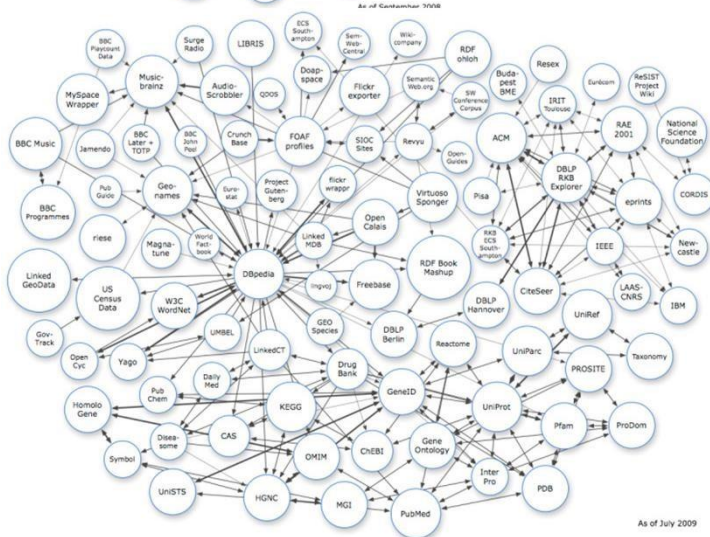 As of September 2008
BBC
Playcount
Data
Surge
Radio
LIBRIS
ECS
South-
ampton
Sem-
Web-
Central
Wiki-
company
RDF
ohloh
Resex
Music-
brainz
Audio-
Scrobbler
QDOS
Doap-
space
Flickr
exporter
Semantic
Web.org
SW
Conference
Corpus
Buda-
pest
BME
IRIT
Toulouse
Eurécom
ReSIST
Project
Wiki
MySpace
Wrapper
BBC Music
Jamendo
BBC
Later +
TOTP
BBC
John
Peel
Crunch
Base
FOAF
profiles
SIOC
Sites
Revyu
Open-
Guides
ACM
RAE
2001
National
Science
Foundation
BBC
Programmes
Pub
Guide
Geo-
names
Euro-
stat
Project
Guten-
berg
flickr
wrappr
Virtuoso
Sponger
Pisa
DBLP
RKB
Explorer
eprints
CORDIS
riese
Magna-
tune
World
Fact-
book
Linked
MDB
Open
Calais
RKB
ECS
South-
ampton
IEEE
New-
castle
Linked
GeoData
US
Census
Data
W3C
WordNet
DBpedia
lingvoj
Freebase
RDF Book
Mashup
DBLP
Hannover
CiteSeer
LAAS-
CNRS
IBM
Gov-
Track
Open
Cyc
Yago
UMBEL
LinkedCT
GEO
Species
DBLP
Berlin
Reactome
UniParc
UniRef
Taxonomy
PROSITE
Homolo
Gene
Pub
Chem
Daily
Med
Drug
Bank
KEGG
GeneID
UniProt
Pfam
ProDom
Symbol
Disea-
some
CAS
OMIM
ChEBI
Gene
Ontology
Inter
Pro
PDB
UniSTS
HGNC
MGI
PubMed
As of July 2009